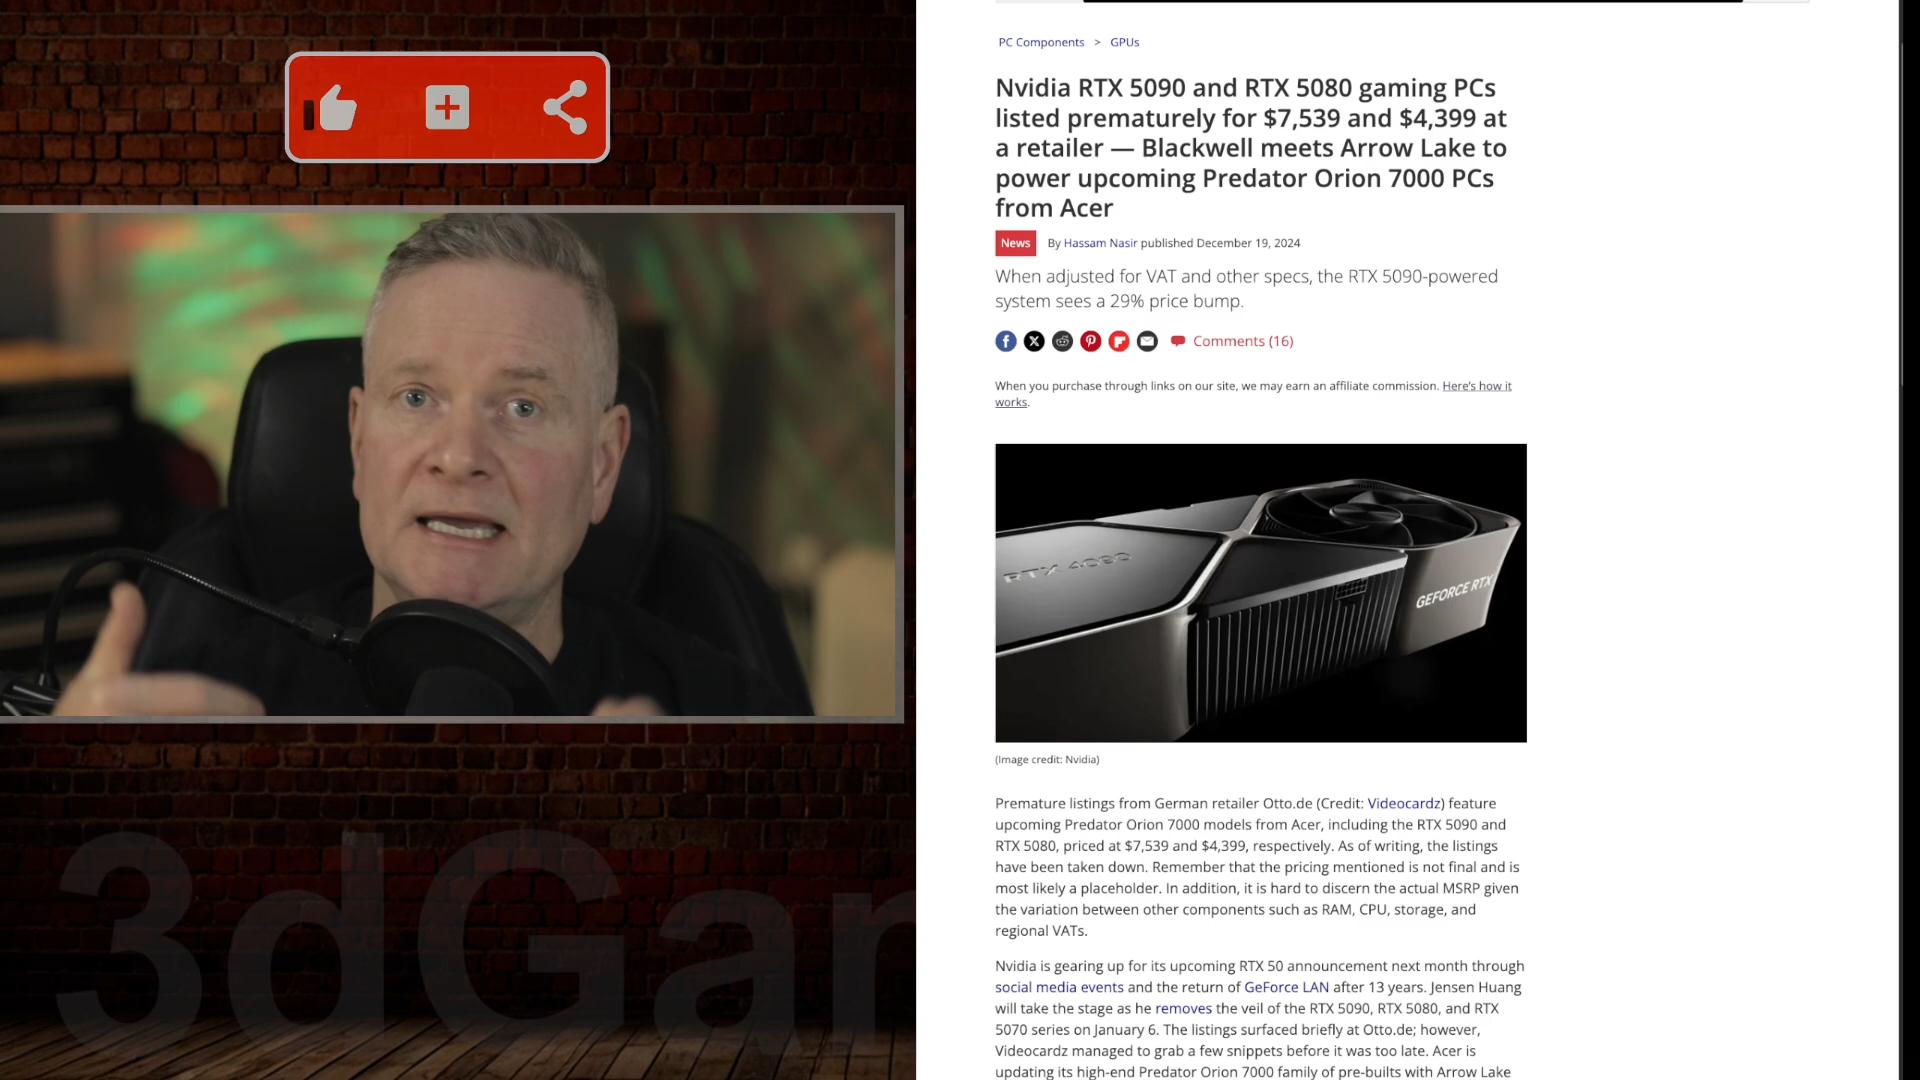 PC Components > GPUs
Nvidia RTX 5090 and RTX 5080 gaming PCs
listed prematurely for $7,539 and $4,399 at
a retailer — Blackwell meets Arrow Lake to
power upcoming Predator Orion 7000 PCs
from Acer
News By Hassam Nasir published December 19, 2024
When adjusted for VAT and other specs, the RTX 5090-powered
system sees a 29% price bump.
Comments (16)
When you purchase through links on our site, we may earn an affiliate commission. Here's how it
works.
RTX 4090
GEFORCE RTX
(Image credit: Nvidia)
Premature listings from German retailer Otto.de (Credit: Videocardz) feature
upcoming Predator Orion 7000 models from Acer, including the RTX 5090 and
RTX 5080, priced at $7,539 and $4,399, respectively. As of writing, the listings
have been taken down. Remember that the pricing mentioned is not final and is
most likely a placeholder. In addition, it is hard to discern the actual MSRP given
the variation between other components such as RAM, CPU, storage, and
regional VATs.
Nvidia is gearing up for its upcoming RTX 50 announcement next month through
social media events and the return of GeForce LAN after 13 years. Jensen Huang
will take the stage as he removes the veil of the RTX 5090, RTX 5080, and RTX
5070 series on January 6. The listings surfaced briefly at Otto.de; however,
Videocardz managed to grab a few snippets before it was too late. Acer is
updating its high-end Predator Orion 7000 family of pre-builts with Arrow Lake